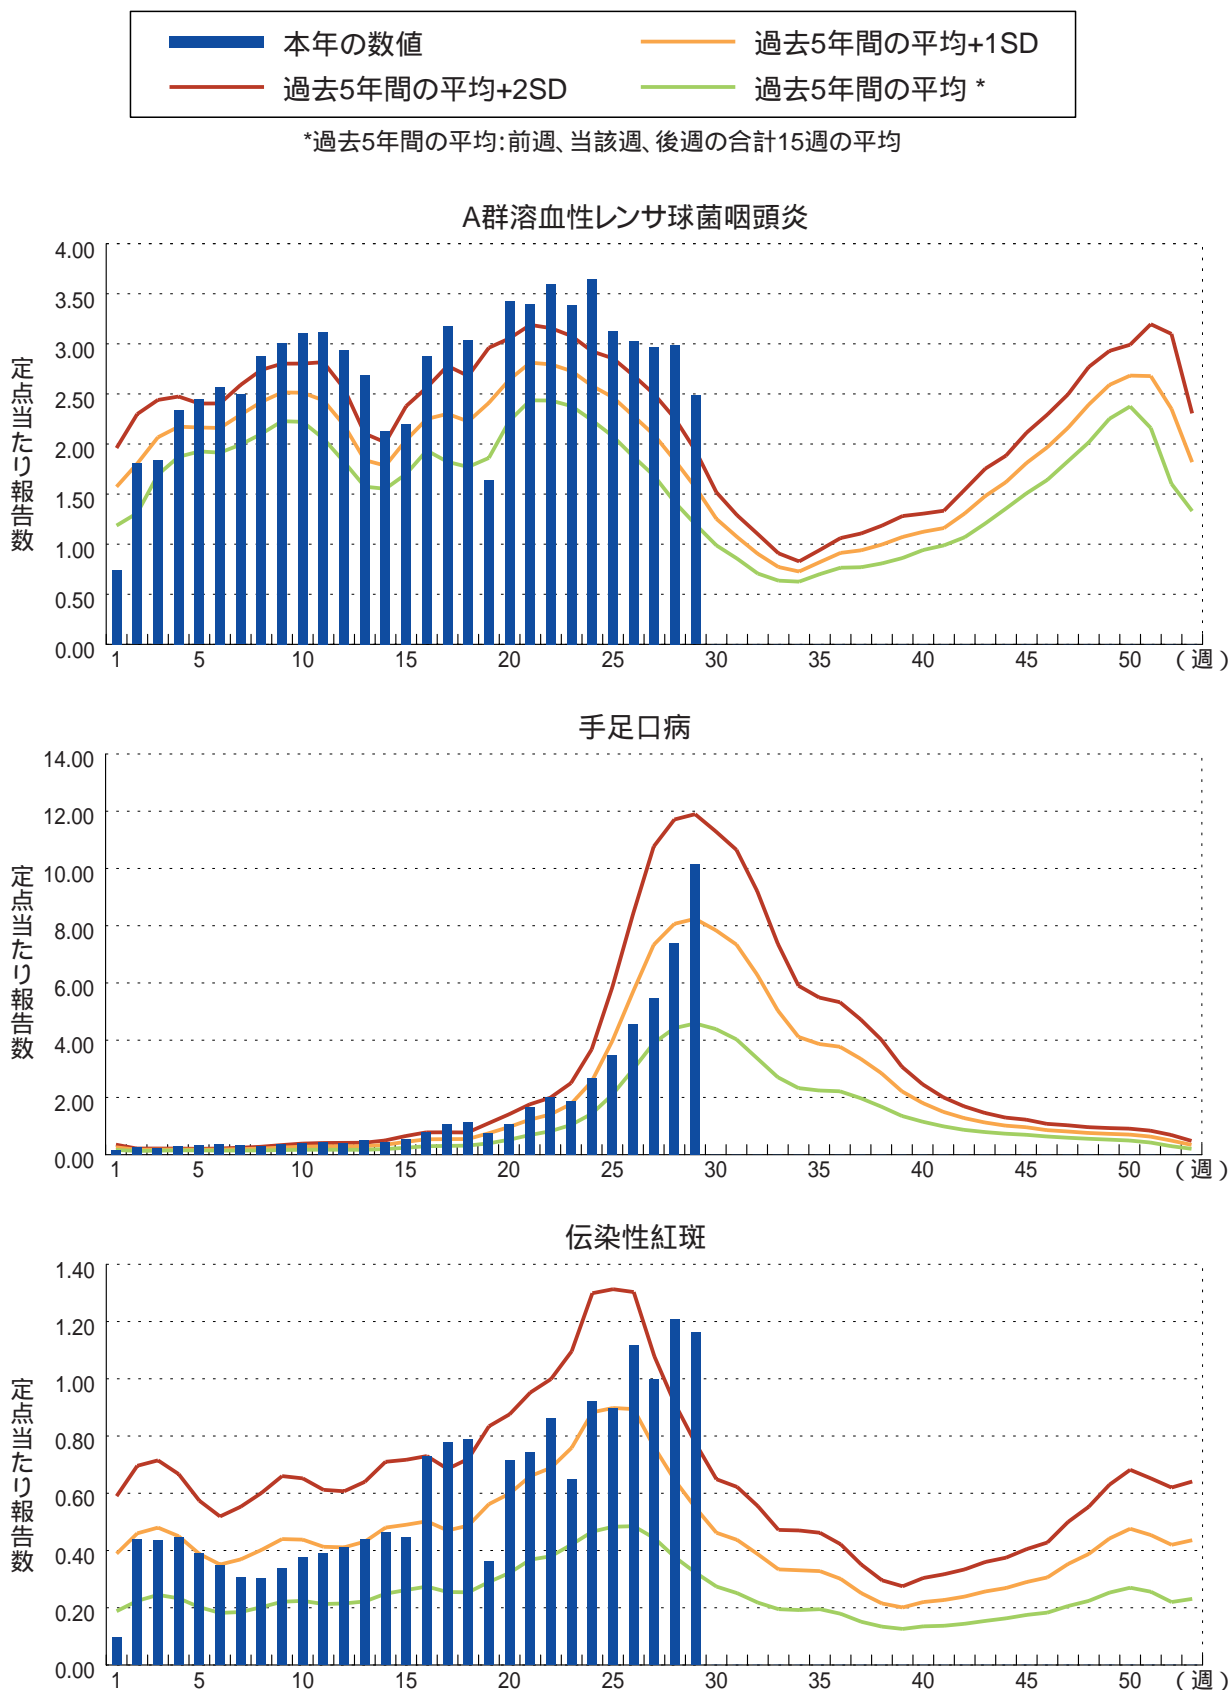 本年の数値
過去5年間の平均+1SD
過去5年間の平均+2SD
過去5年間の平均 *
*過去5年間の平均:前週、当該週、後週の合計15週の平均
A群溶血性レンサ球菌咽頭炎
定点当たり報告数
4.00
3.50
3.00
2.50
2.00
1.50
1.00
0.50
0.00
1 5 10 15 20 25 30 35 40 45 50 (週)
手足口病
定点当たり報告数
14.00
12.00
10.00
8.00
6.00
4.00
2.00
0.00
1 5 10 15 20 25 30 35 40 45 50 (週)
伝染性紅斑
定点当たり報告数
1.40
1.20
1.00
0.80
0.60
0.40
0.20
0.00
1 5 10 15 20 25 30 35 40 45 50 (週)